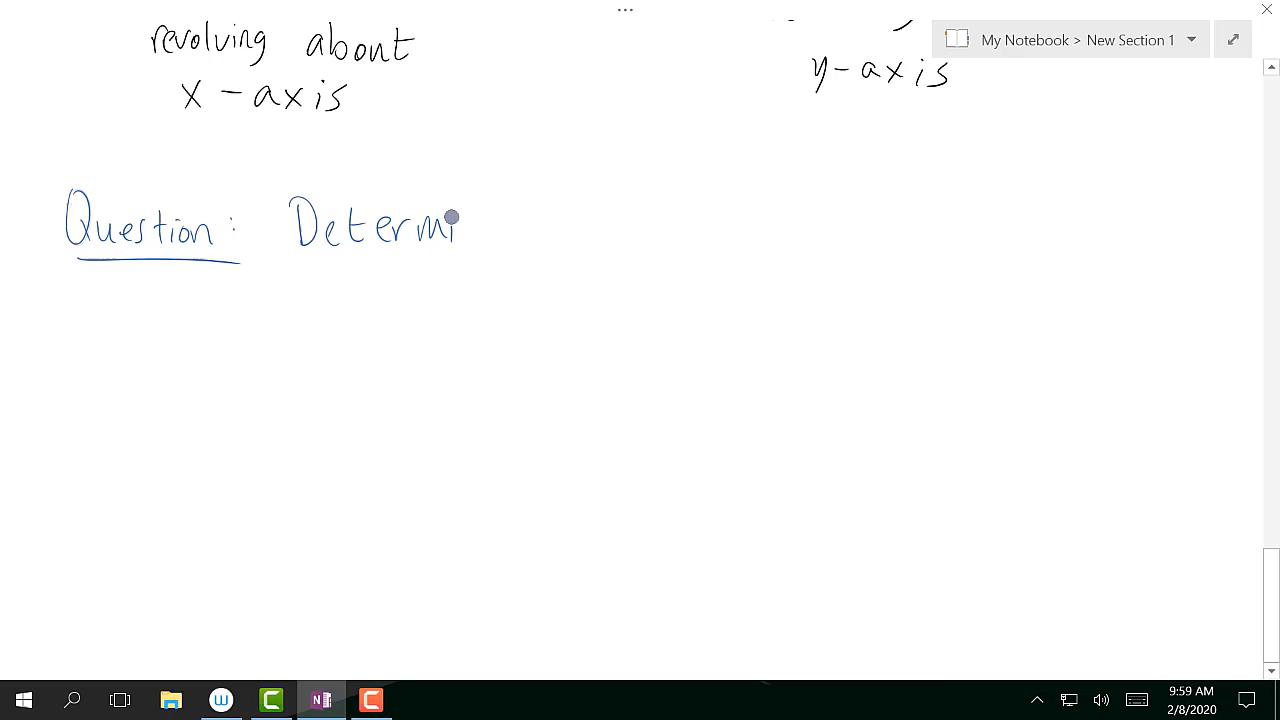 ...
My Notebook > New Section 1
revolving about
x - axis
y - axis
Question: Determi
W
C
N
C
9:59 AM
2/8/2020